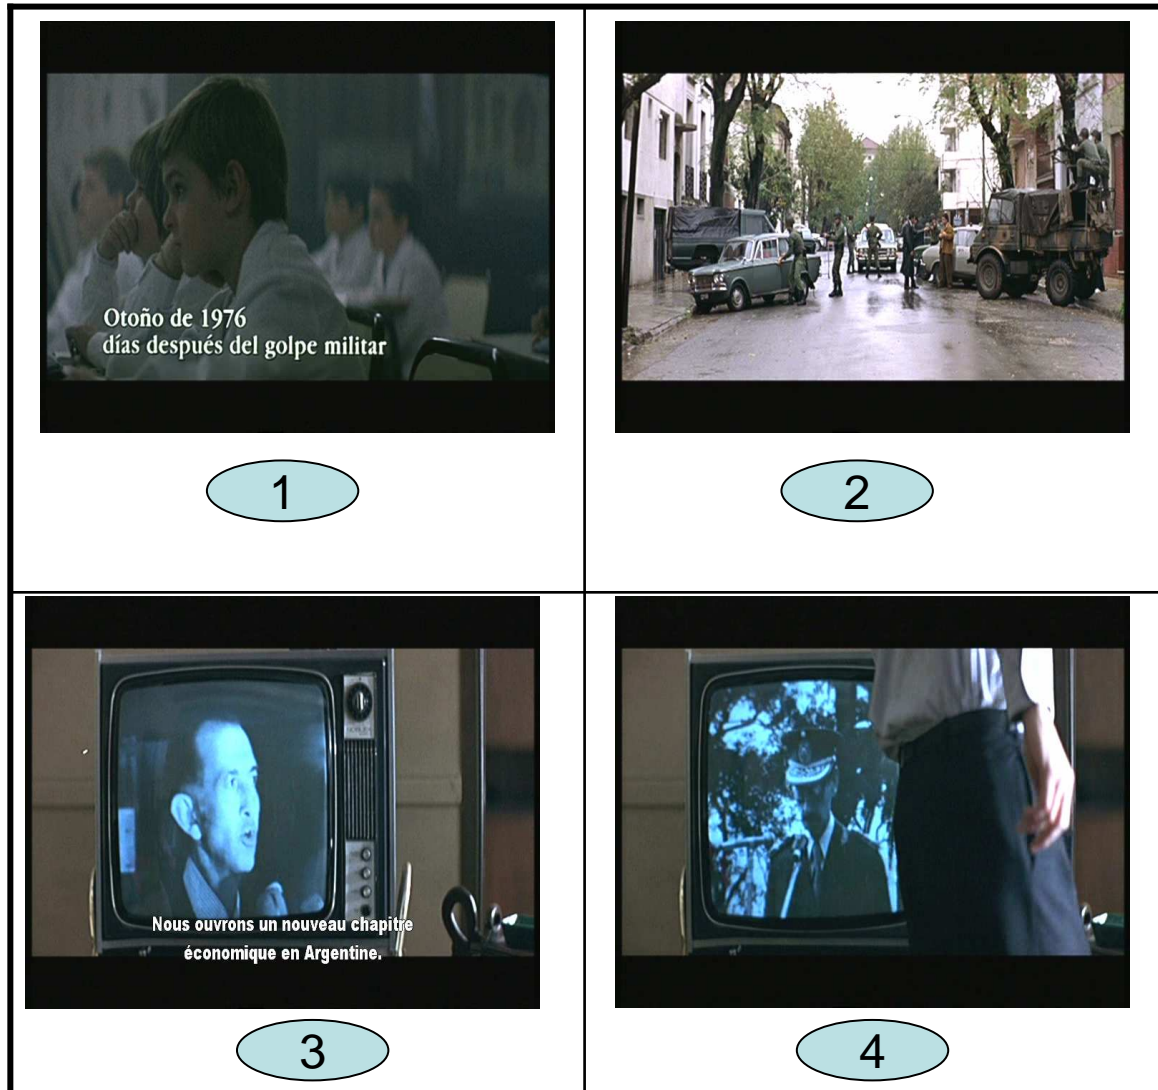 Otoño de 1976
días después del golpe militar
1
2
Nous ouvrons un nouveau chapitre
économique en Argentine.
3
4